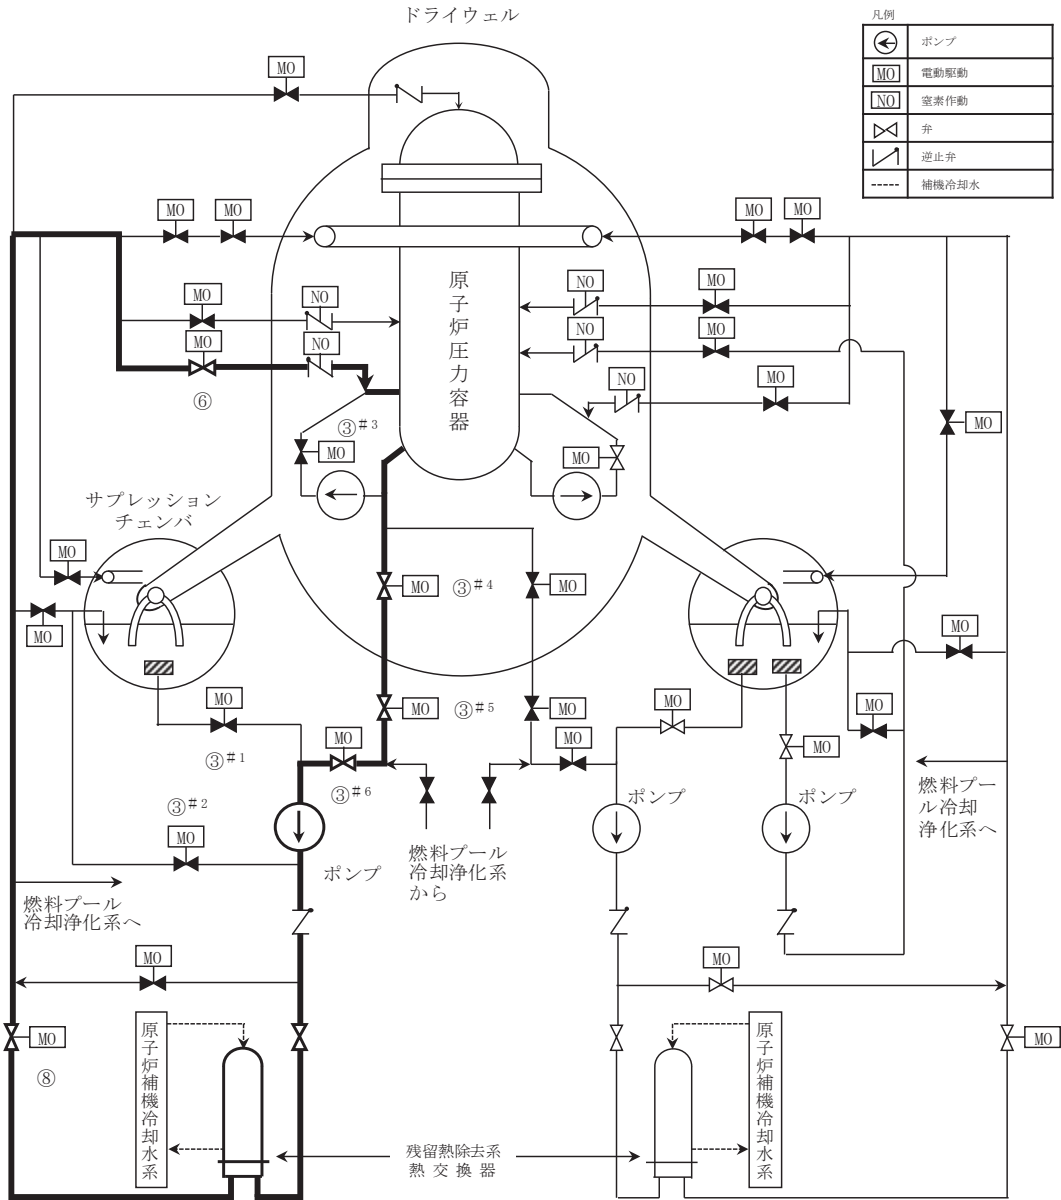 ドライウェル
凡例
ポンプ
MO 電動駆動
NO 窒素作動
弁
逆止弁
補機冷却水
MO
MO
MO
MO
MO
原子炉圧力容器
MO
NO
NO
MO
MO
NO
NO
MO
⑥
NO
MO
③#3
MO
MO
MO
サプレッション
チェンバ
MO
MO
③#4
MO
MO
MO
MO
③#5
MO
MO
MO
MO
③#1
MO
MO
MO
③#6
③#2
MO
ポンプ
燃料プール
冷却浄化系
から
ポンプ
ポンプ
燃料プー
ル冷却
浄化系へ
燃料プール
冷却浄化系へ
MO
MO
MO
⑧
原子炉補機冷却水系
原子炉補機冷却水系
MO
残留熱除去系
熱交換器